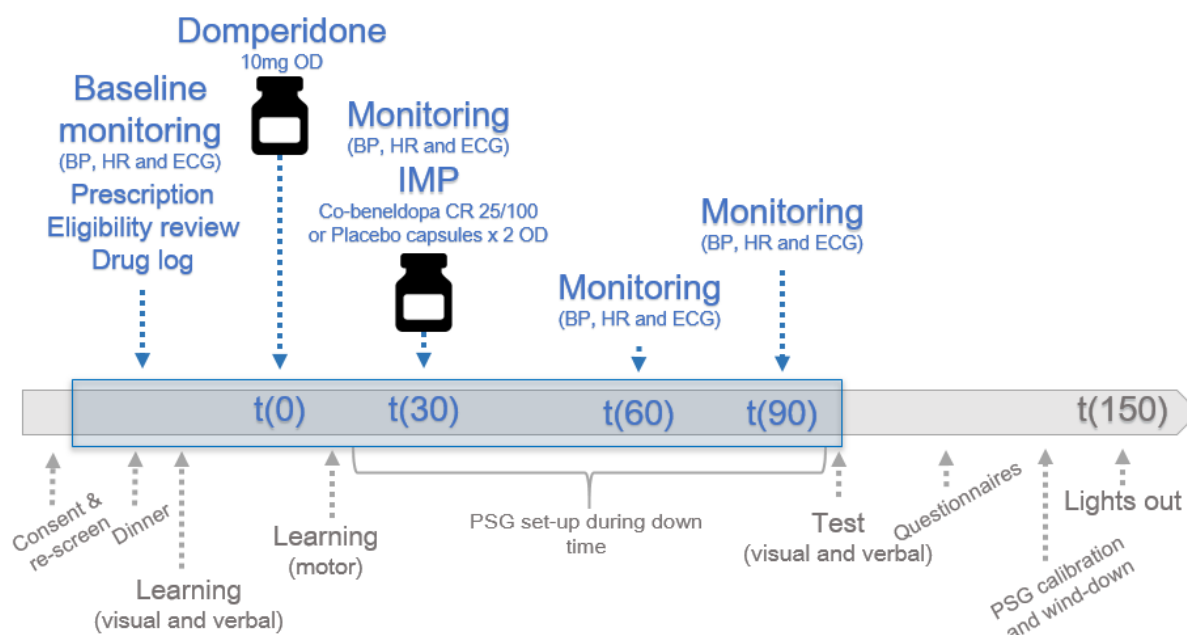 Domperidone
10mg OD
Baseline
monitoring
(BP, HR and ECG)
Prescription
Eligibility review
Drug log
Monitoring
(BP, HR and ECG)
IMP
Co-beneldopa CR 25/100
or Placebo capsules x 2 OD
Monitoring
(BP, HR and ECG)
Monitoring
(BP, HR and ECG)
t(0)
t(30)
t(60)
t(90)
t(150)
Consent &
re-screen
Dinner
Learning
(visual and verbal)
Learning
(motor)
PSG set-up during down
time
Test
(visual and verbal)
Questionnaires
PSG calibration
and wind-down
Lights out